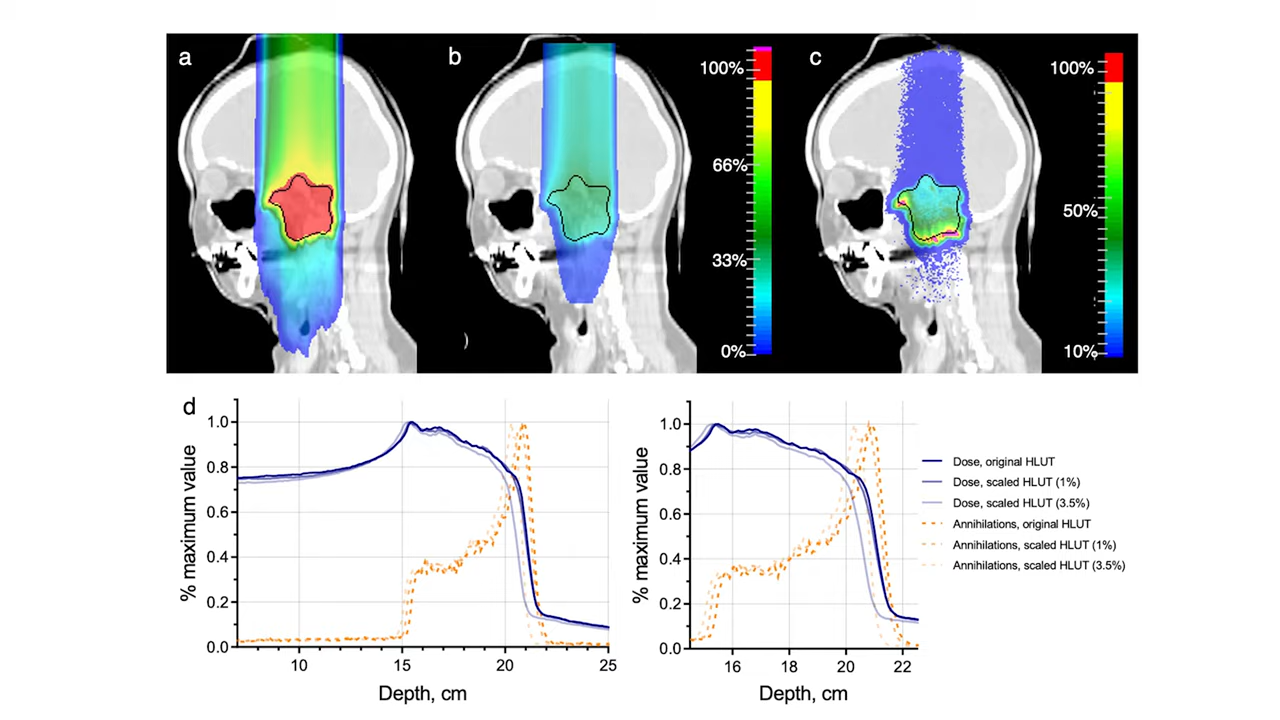 a
b
c
100%
66%
33%
0%
100%
50%
10%
)
d
% maximum value
1.0
0.8
0.6
0.4
0.2
0.0
10
15
20
25
Depth, cm
% maximum value
1.0
0.8
0.6
0.4
0.2
0.0
16
18
20
22
Depth, cm
Dose, original HLUT
Dose, scaled HLUT (1%)
Dose, scaled HLUT (3.5%)
Annihilations, original HLUT
Annihilations, scaled HLUT (1%)
Annihilations, scaled HLUT (3.5%)